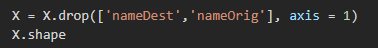 X = X.drop(['nameDest','nameOrig'], axis = 1)
X.shape